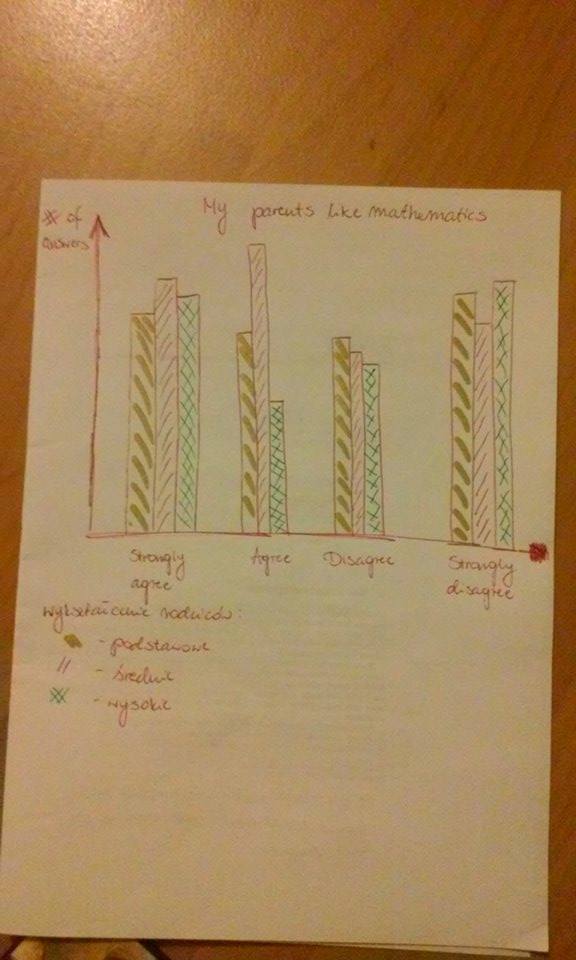 My parents like mathematics
# of
answers
Strongly
agree
Agree
Disagree
Strongly
disagree
wykształcenie rodziców:
- podstawowe
- średnie
- wysokie